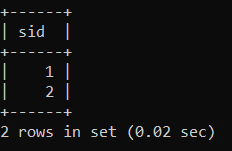 +------+
| sid  |
+------+
|    1 |
|    2 |
+------+
2 rows in set (0.02 sec)